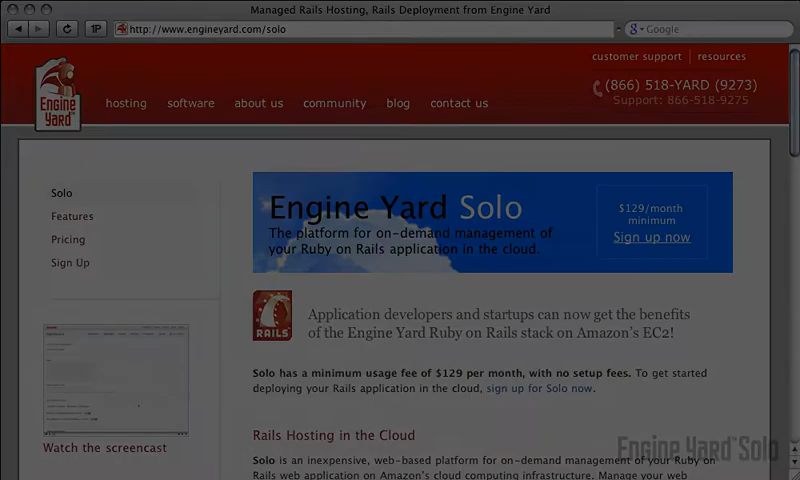 Managed Rails Hosting, Rails Deployment from Engine Yard
1P
http://www.engineyard.com/solo
Google
customer support
resources
(866) 518-YARD (9273)
Support: 866-518-9275
Engine
Yard™
hosting
software
about us
community
blog
contact us
Solo
Features
Pricing
Sign Up
Engine Yard Solo
The platform for on-demand management of
your Ruby on Rails application in the cloud.
$129/month
minimum
Sign up now
RAILS
Application developers and startups can now get the benefits
of the Engine Yard Ruby on Rails stack on Amazon's EC2!
Solo has a minimum usage fee of $129 per month, with no setup fees. To get started
deploying your Rails application in the cloud, sign up for Solo now.
Watch the screencast
Rails Hosting in the Cloud
Solo is an inexpensive, web-based platform for on-demand management of your Ruby on
Rails web application on Amazon's cloud computing infrastructure. Manage your web
Engine Yard™ Solo